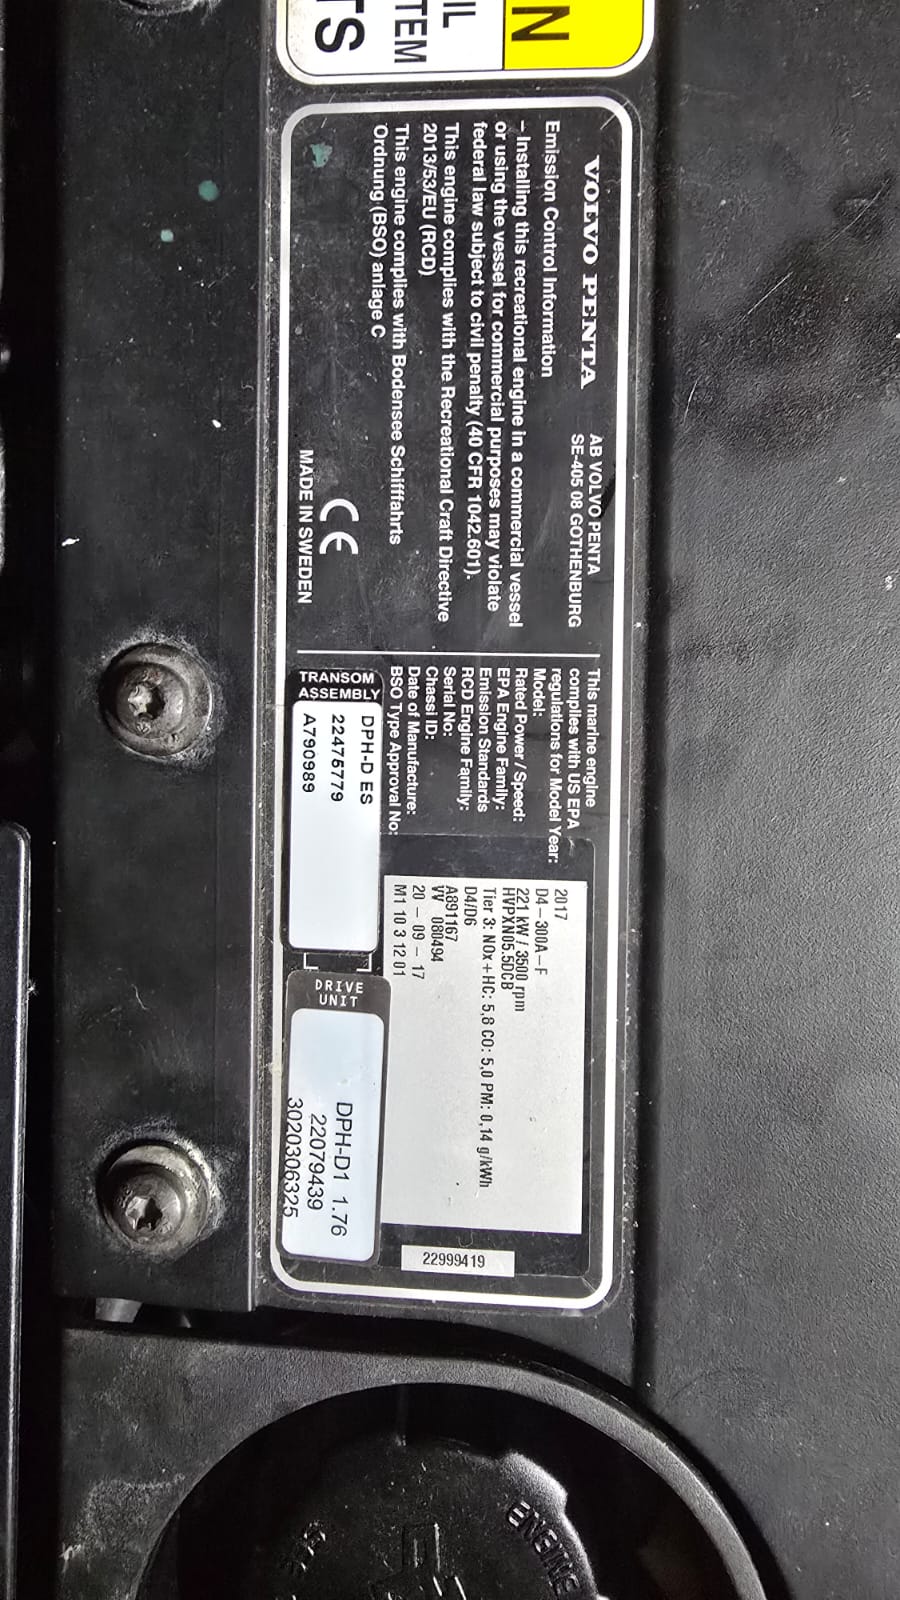 N
IL
TEM
TS
VOLVO PENTA
AB VOLVO PENTA
SE-405 08 GOTHENBURG
Emission Control Information
– Installing this recreational engine in a commercial vessel
or using the vessel for commercial purposes may violate
federal law subject to civil penalty (40 CFR 1042.601).
This engine complies with the Recreational Craft Directive
2013/53/EU (RCD)
This engine complies with Bodensee Schifffahrts
Ordnung (BSO) anlage C
CE
MADE IN SWEDEN
This marine engine
complies with US EPA
regulations for Model Year: 2017
Model: D4–300A–F
Rated Power/Speed: 221 kW / 3500 rpm
EPA Engine Family: HVPXN05.5DCB
Emission Standards Tier 3: NOx+HC: 5,8 CO: 5,0 PM: 0,14 g/kWh
RCD Engine Family: D4/D6
Serial No: A891167
Chassi ID: VV 080494
Date of Manufacture: 20 – 09 – 17
BSO Type Approval No: M1 10 3 12 01
22999419
TRANSOM
ASSEMBLY
DPH-D ES
22475779
A790989
DRIVE
UNIT
DPH-D1 1.76
22079439
3020306325
ENGINE